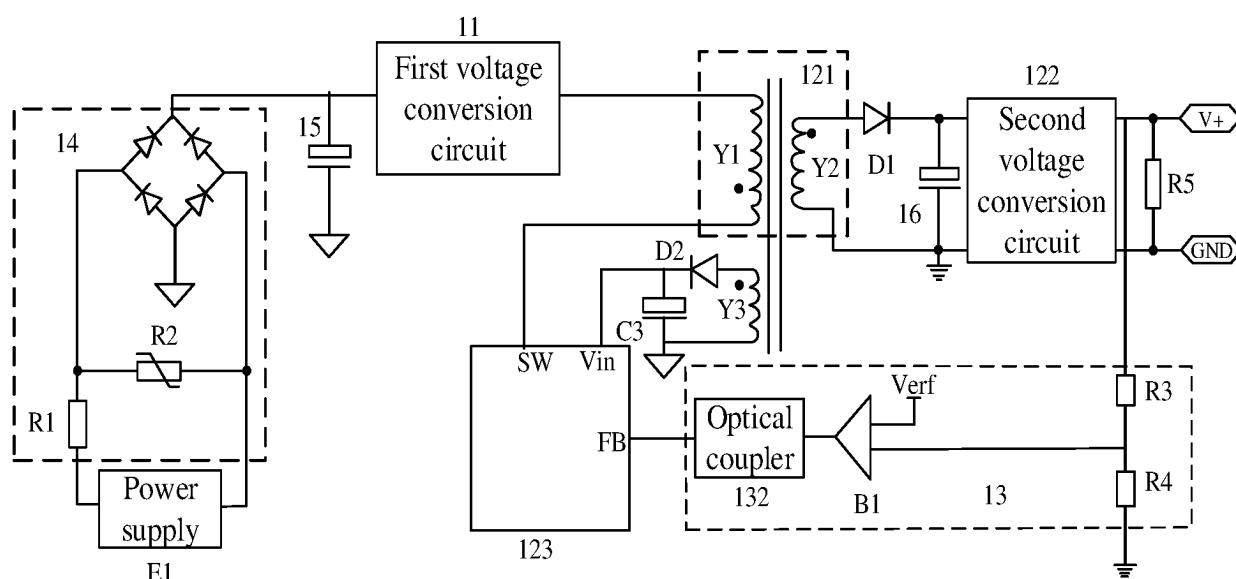 11
First voltage
conversion
circuit
121
122
Second
voltage
conversion
circuit
V+
14
15
Y1
Y2
D1
16
R5
GND
D2
Y3
C3
R2
SW
Vin
R1
FB
Optical
coupler
132
Verf
B1
13
R3
R4
Power
supply
123
E1